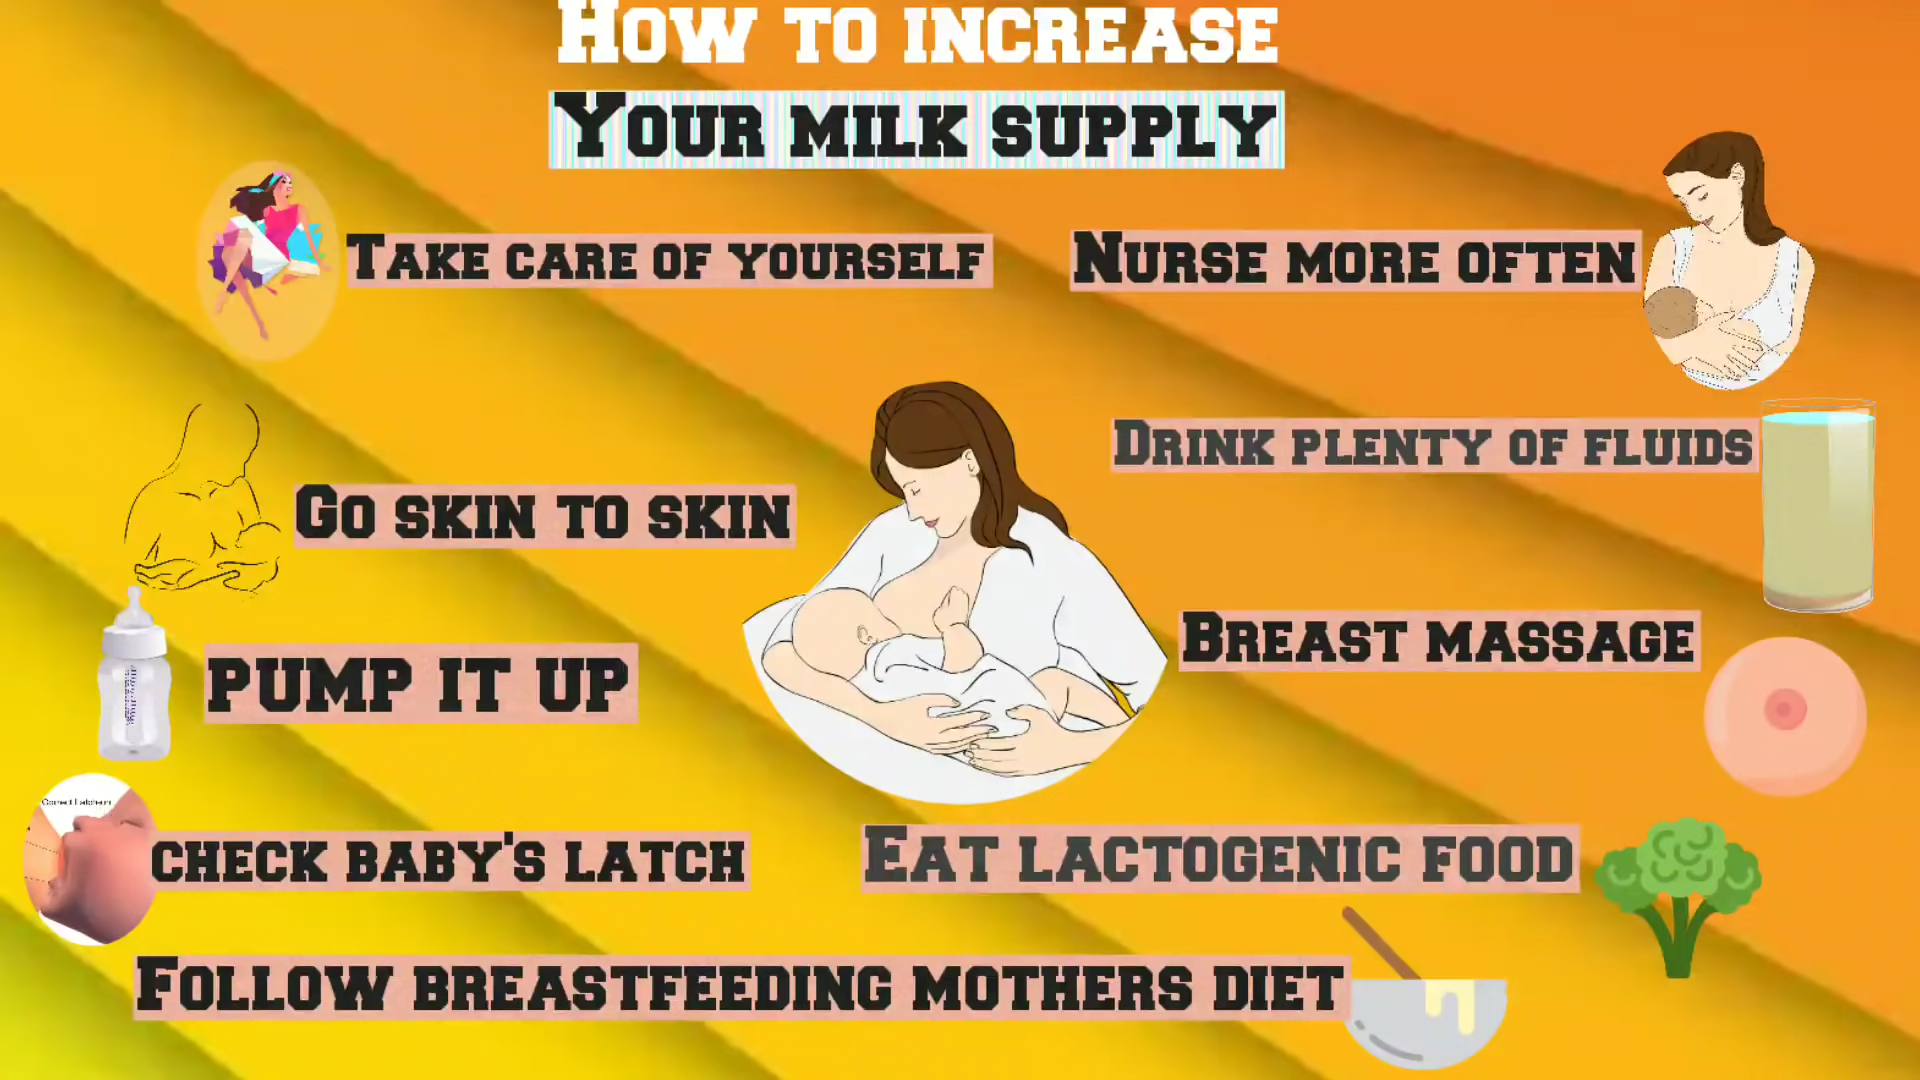 How to increase
Your milk supply
Take care of yourself
Nurse more often
Drink plenty of fluids
Go skin to skin
Breast massage
PUMP IT UP
check baby's latch
Eat lactogenic food
Follow breastfeeding mothers diet